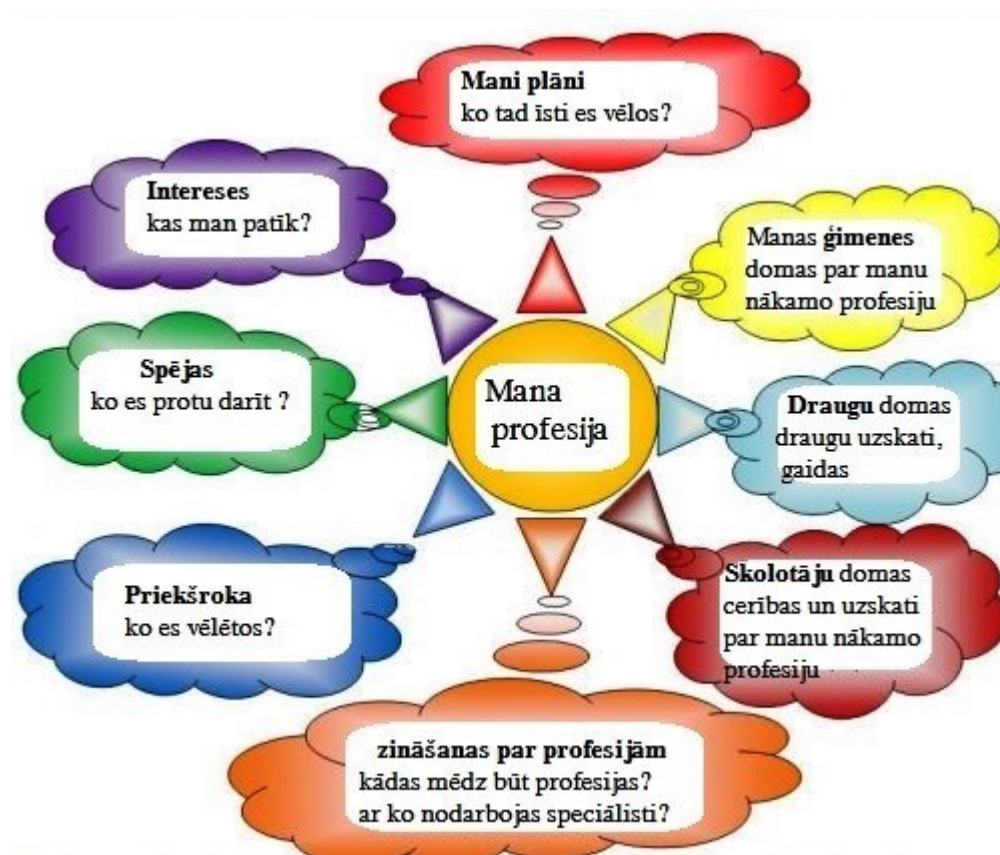 Mani plāni
ko tad īsti es vēlos?
Intereses
kas man patīk?
Manas ģimenes
domas par manu
nākamo profesiju
Spējas
ko es protu darīt ?
Mana
profesija
Draugu domas
draugu uzskati,
gaidas
Priekšroka
ko es vēlētos?
Skolotāju domas
cerības un uzskati
par manu nākamo
profesiju
zināšanas par profesijām
kādas mēdz būt profesijas?
ar ko nodarbojas speciālisti?